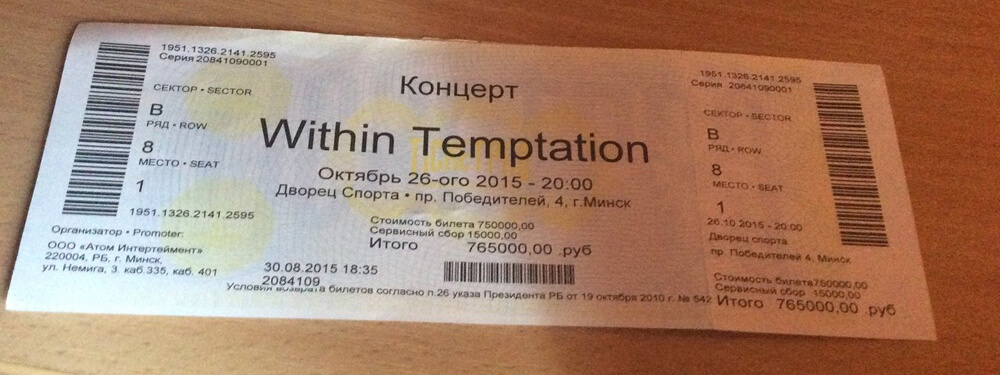 1951.1326.2141.2595
Серия 20841090001
СЕКТОР • SECTOR
B
РЯД • ROW
8
МЕСТО • SEAT
1
1951.1326.2141.2595
Организатор • Promoter:
ООО «Атом Интертеймент»
220004, РБ, г. Минск,
ул. Немига, 3. каб.335, каб. 401
Концерт
Within Temptation
Октябрь 26-ого 2015 - 20:00
Дворец Спорта • пр. Победителей, 4, г.Минск
Стоимость билета 750000,00
Сервисный сбор 15000,00
Итого 765000,00 .руб
30.08.2015 18:35
2084109
Условия возврата билетов согласно п.26 указа Президента РБ от 19 октября 2010 г. № 542
1951.1326.2141.2595
Серия 20841090001
СЕКТОР • SECTOR
B
РЯД • ROW
8
МЕСТО • SEAT
1
26.10.2015 - 20:00
Дворец спорта
пр. Победителей 4. Минск
Стоимость билета750000,00
Сервисный сбор 15000,00
Итого 765000,00 .руб